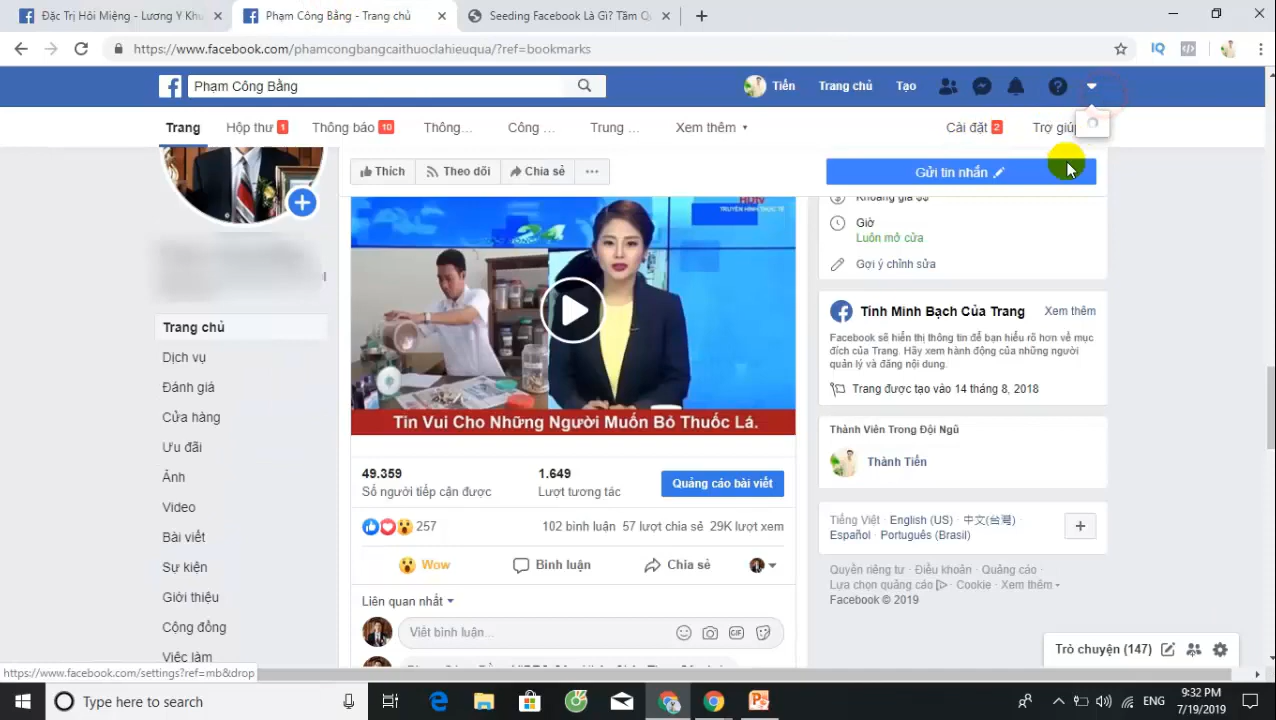 Đặc Trị Hôi Miệng - Lương Y Khu
Phạm Công Bằng - Trang chủ
Seeding Facebook Là Gì? Tầm Qu
https://www.facebook.com/phamcongbangcaithuoclahieuqua/?ref=bookmarks
IQ
Phạm Công Bằng
Tiến
Trang chủ
Tạo
Trang
Hộp thư 1
Thông báo 10
Thông...
Công ...
Trung ...
Xem thêm
Cài đặt 2
Trợ giúp
Thích
Theo dõi
Chia sẻ
Gửi tin nhắn
Trang chủ
Dịch vụ
Đánh giá
Cửa hàng
Ưu đãi
Ảnh
Video
Bài viết
Sự kiện
Giới thiệu
Cộng đồng
Việc làm
TRUYỀN HÌNH THỰC TẾ
Tin Vui Cho Những Người Muốn Bỏ Thuốc Lá.
49.359
Số người tiếp cận được
1.649
Lượt tương tác
Quảng cáo bài viết
257
102 bình luận 57 lượt chia sẻ 29K lượt xem
Wow
Bình luận
Chia sẻ
Liên quan nhất
Viết bình luận...
GIF
Khoảng giá $$
Giờ
Luôn mở cửa
Gợi ý chỉnh sửa
Tính Minh Bạch Của Trang
Xem thêm
Facebook sẽ hiển thị thông tin để bạn hiểu rõ hơn về mục
đích của Trang. Hãy xem hành động của những người
quản lý và đăng nội dung.
Trang được tạo vào 14 tháng 8, 2018
Thành Viên Trong Đội Ngũ
Thành Tiến
Tiếng Việt · English (US) · 中文(台灣) ·
Español · Português (Brasil)
Quyền riêng tư · Điều khoản · Quảng cáo ·
Lựa chọn quảng cáo · Cookie · Xem thêm
Facebook © 2019
Trò chuyện (147)
https://www.facebook.com/settings?ref=mb&drop
Type here to search
ENG
9:32 PM
7/19/2019